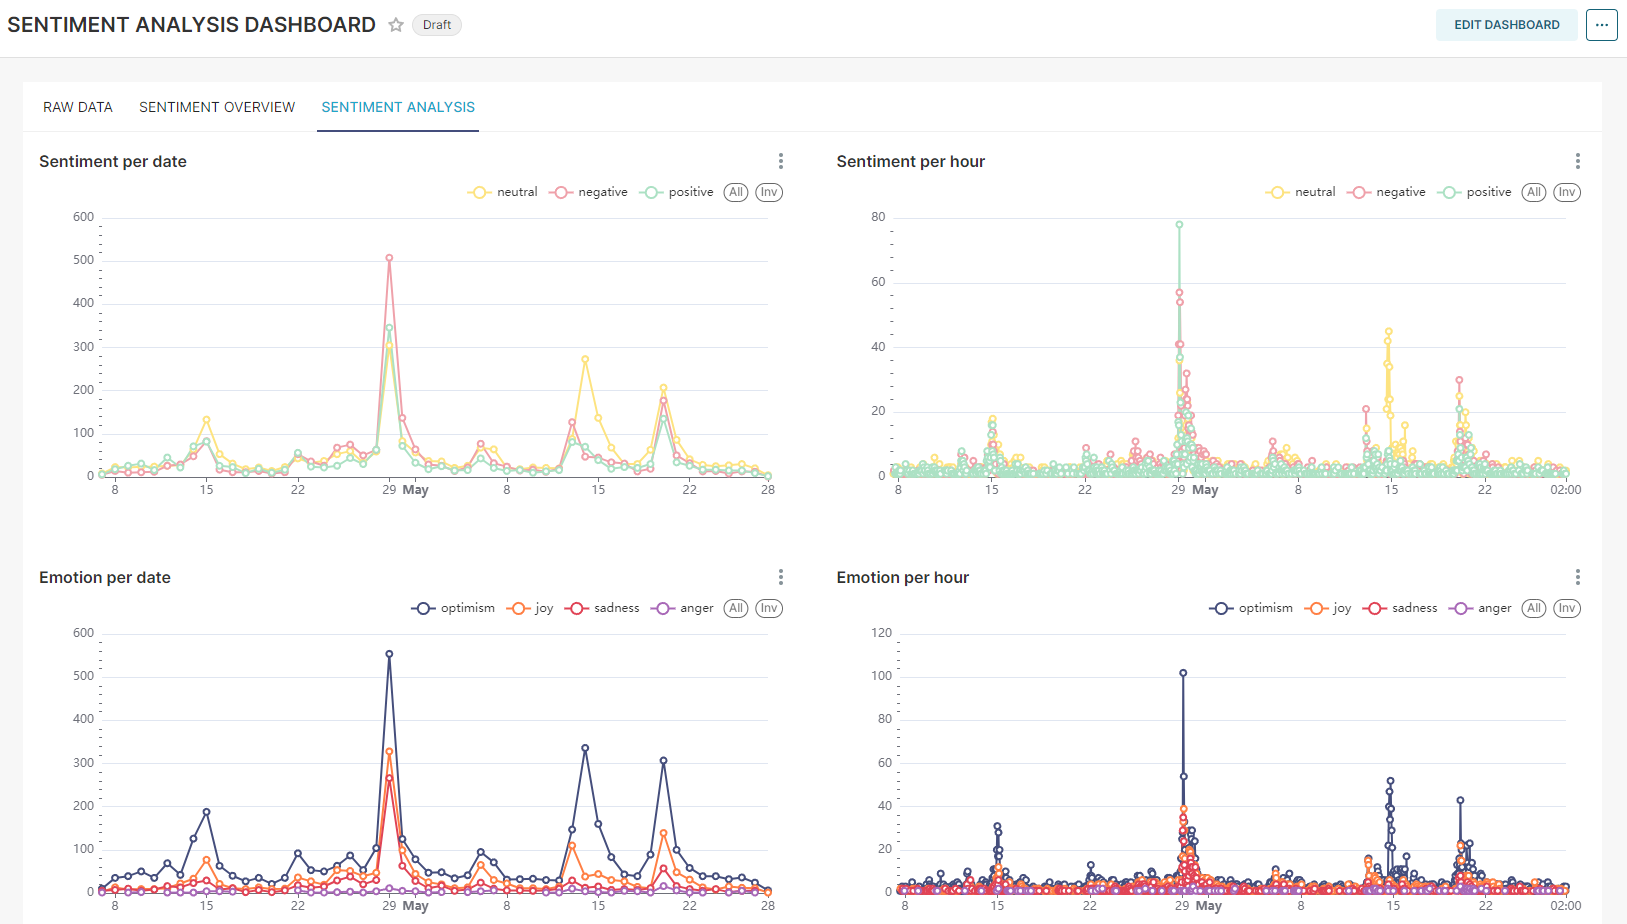 SENTIMENT ANALYSIS DASHBOARD Draft EDIT DASHBOARD ...
RAW DATA SENTIMENT OVERVIEW SENTIMENT ANALYSIS
Sentiment per date
neutral negative positive All Inv
600
500
400
300
200
100
0
8 15 22 29 May 8 15 22 28
Sentiment per hour
neutral negative positive All Inv
80
60
40
20
0
8 15 22 29 May 8 15 22 02:00
Emotion per date
optimism joy sadness anger All Inv
600
500
400
300
200
100
0
8 15 22 29 May 8 15 22 28
Emotion per hour
optimism joy sadness anger All Inv
120
100
80
60
40
20
0
8 15 22 29 May 8 15 22 02:00